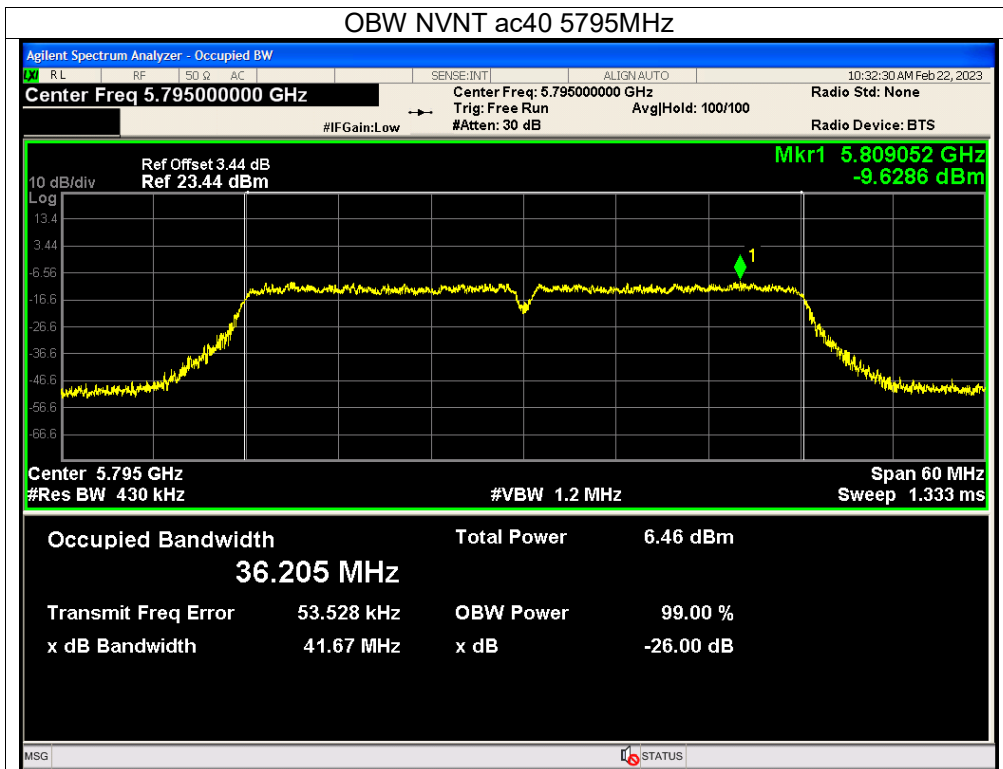 OBW NVNT ac40 5795MHz
Agilent Spectrum Analyzer - Occupied BW
LXI RL RF 50 Ω AC SENSE:INT ALIGN AUTO 10:32:30 AM Feb 22, 2023
Center Freq 5.795000000 GHz Center Freq: 5.795000000 GHz Radio Std: None
Trig: Free Run Avg|Hold: 100/100
#IFGain:Low #Atten: 30 dB Radio Device: BTS
Mkr1 5.809052 GHz
-9.6286 dBm
Ref Offset 3.44 dB
10 dB/div Ref 23.44 dBm
Log
13.4
3.44
-6.56
-16.6
-26.6
-36.6
-46.6
-56.6
-66.6
1
Center 5.795 GHz Span 60 MHz
#Res BW 430 kHz #VBW 1.2 MHz Sweep 1.333 ms
Occupied Bandwidth Total Power 6.46 dBm
36.205 MHz
Transmit Freq Error 53.528 kHz OBW Power 99.00 %
x dB Bandwidth 41.67 MHz x dB -26.00 dB
MSG STATUS